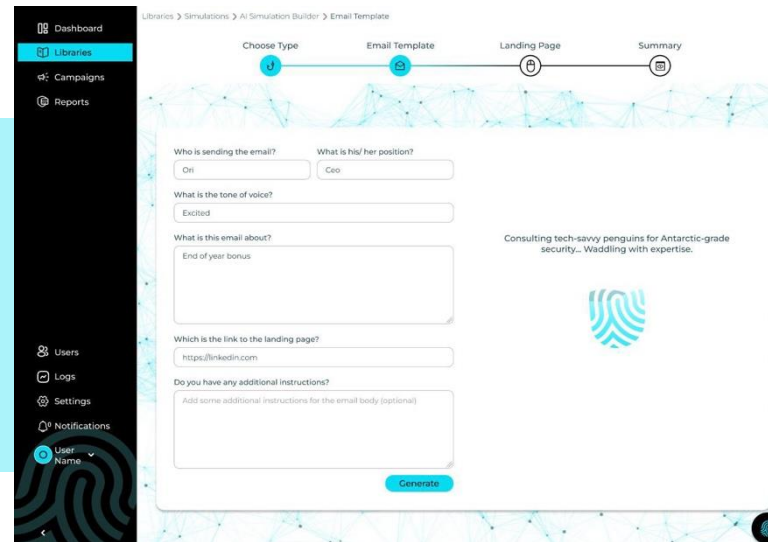 Libraries ❯ Simulations ❯ AI Simulation Builder ❯ Email Template
Dashboard
Libraries
Campaigns
Reports
Users
Logs
Settings
Notifications
User
Name
Choose Type
Email Template
Landing Page
Summary
Who is sending the email?
What is his/ her position?
Ori
Ceo
What is the tone of voice?
Excited
What is this email about?
End of year bonus
Which is the link to the landing page?
https://linkedin.com
Do you have any additional instructions?
Add some additional instructions for the email body (optional)
Generate
Consulting tech-savvy penguins for Antarctic-grade
security... Waddling with expertise.